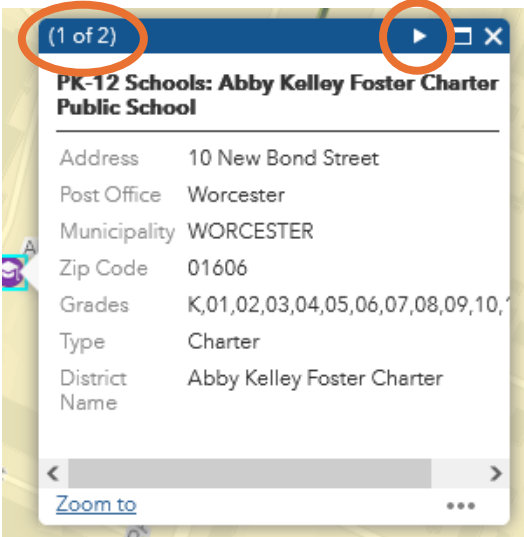 (1 of 2)
PK-12 Schools: Abby Kelley Foster Charter
Public School
Address 10 New Bond Street
Post Office Worcester
Municipality WORCESTER
Zip Code 01606
Grades K,01,02,03,04,05,06,07,08,09,10,
Type Charter
District Abby Kelley Foster Charter
Name
A
Zoom to